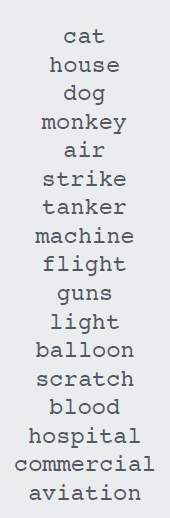 cat
house
dog
monkey
air
strike
tanker
machine
flight
guns
light
balloon
scratch
blood
hospital
commercial
aviation